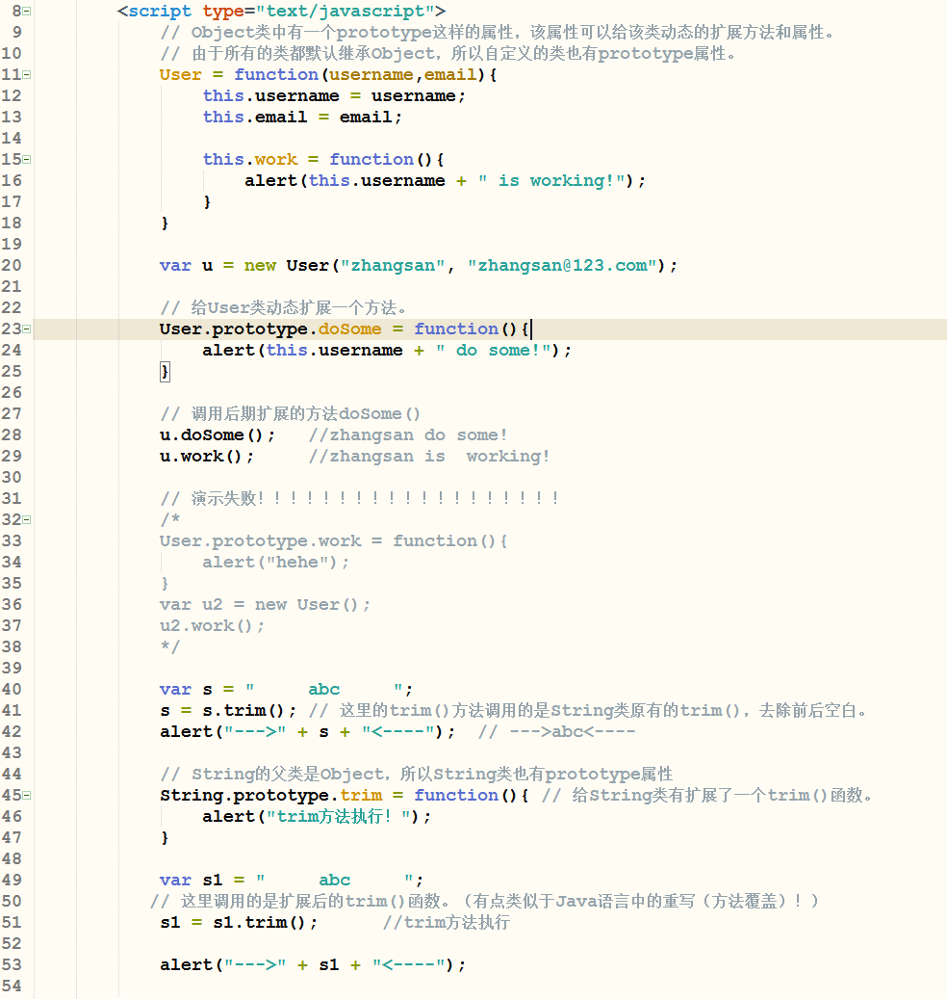 8 <script type="text/javascript">
9 // Object类中有一个prototype这样的属性，该属性可以给该类动态的扩展方法和属性。
10 // 由于所有的类都默认继承Object，所以自定义的类也有prototype属性。
11 User = function(username,email){
12 this.username = username;
13 this.email = email;
14
15 this.work = function(){
16 alert(this.username + " is working!");
17 }
18 }
19
20 var u = new User("zhangsan", "zhangsan@123.com");
21
22 // 给User类动态扩展一个方法。
23 User.prototype.doSome = function(){
24 alert(this.username + " do some!");
25 }
26
27 // 调用后期扩展的方法doSome()
28 u.doSome();   //zhangsan do some!
29 u.work();     //zhangsan is  working!
30
31 // 演示失败！！！！！！！！！！！！！！！！！！！
32 /*
33 User.prototype.work = function(){
34 alert("hehe");
35 }
36 var u2 = new User();
37 u2.work();
38 */
39
40 var s = "     abc     ";
41 s = s.trim(); // 这里的trim()方法调用的是String类原有的trim()，去除前后空白。
42 alert("--->" + s + "<----");  // --->abc<----
43
44 // String的父类是Object，所以String类也有prototype属性
45 String.prototype.trim = function(){ // 给String类有扩展了一个trim()函数。
46 alert("trim方法执行！");
47 }
48
49 var s1 = "     abc     ";
50 // 这里调用的是扩展后的trim()函数。（有点类似于Java语言中的重写（方法覆盖）！）
51 s1 = s1.trim();      //trim方法执行
52
53 alert("--->" + s1 + "<----");
54